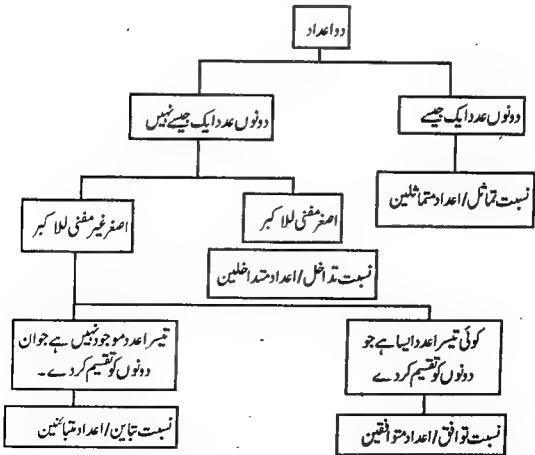 دو اعداد
دونوں عدد ایک جیسے
دونوں عدد ایک جیسے نہیں
نسبت تماثل/اعداد متماثلین
اصغر مفنی للاکبر
اصغر غیر مفنی للاکبر
نسبت تداخل/اعداد متداخلین
کوئی تیسرا عدد ایسا ہے جو
دونوں کو تقسیم کر دے
تیسرا عدد موجود نہیں ہے جو ان
دونوں کو تقسیم کر دے۔
نسبت توافق/اعداد متوافقین
نسبت تباین/اعداد متبائنین